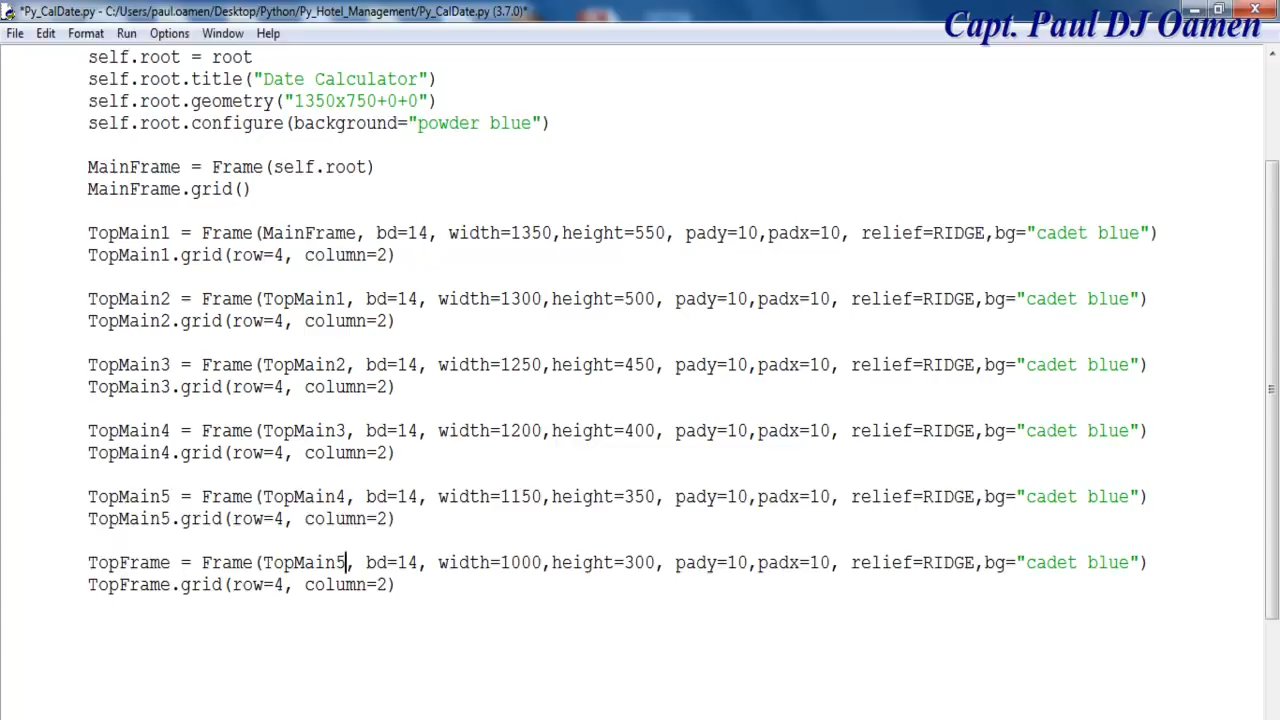 *Py_CalDate.py - C:/Users/paul.oamen/Desktop/Python/Py_Hotel_Management/Py_CalDate.py (3.7.0)*
Capt. Paul DJ Oamen
File Edit Format Run Options Window Help
self.root = root
self.root.title("Date Calculator")
self.root.geometry("1350x750+0+0")
self.root.configure(background="powder blue")
MainFrame = Frame(self.root)
MainFrame.grid()
TopMain1 = Frame(MainFrame, bd=14, width=1350,height=550, pady=10,padx=10, relief=RIDGE,bg="cadet blue")
TopMain1.grid(row=4, column=2)
TopMain2 = Frame(TopMain1, bd=14, width=1300,height=500, pady=10,padx=10, relief=RIDGE,bg="cadet blue")
TopMain2.grid(row=4, column=2)
TopMain3 = Frame(TopMain2, bd=14, width=1250,height=450, pady=10,padx=10, relief=RIDGE,bg="cadet blue")
TopMain3.grid(row=4, column=2)
TopMain4 = Frame(TopMain3, bd=14, width=1200,height=400, pady=10,padx=10, relief=RIDGE,bg="cadet blue")
TopMain4.grid(row=4, column=2)
TopMain5 = Frame(TopMain4, bd=14, width=1150,height=350, pady=10,padx=10, relief=RIDGE,bg="cadet blue")
TopMain5.grid(row=4, column=2)
TopFrame = Frame(TopMain5, bd=14, width=1000,height=300, pady=10,padx=10, relief=RIDGE,bg="cadet blue")
TopFrame.grid(row=4, column=2)